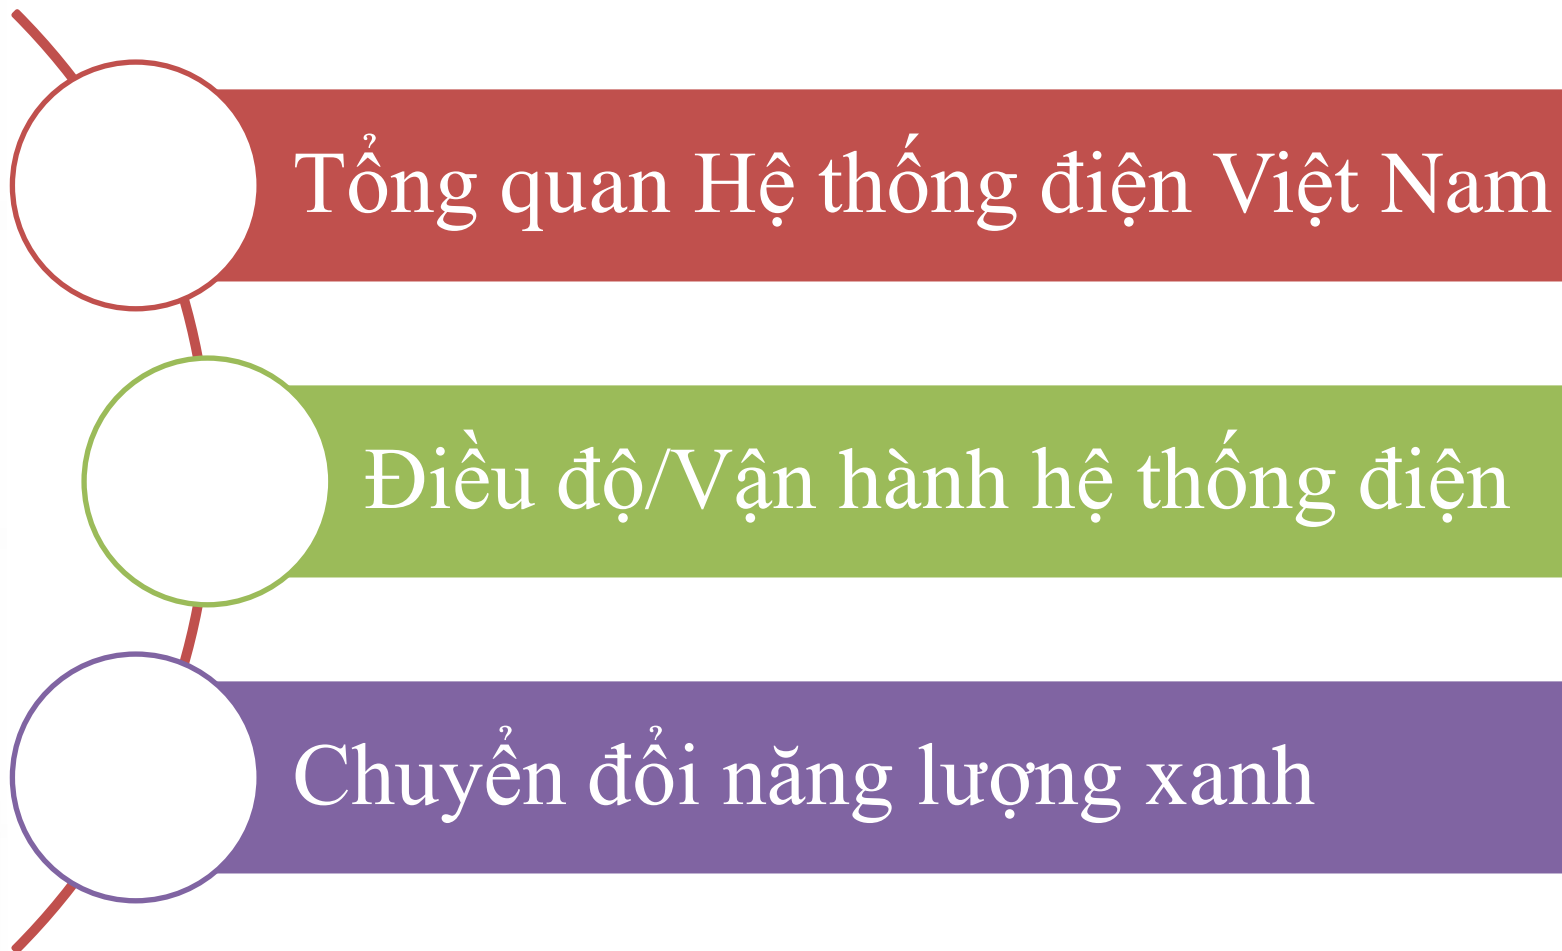 Tổng quan Hệ thống điện Việt Nam
Điều độ/Vận hành hệ thống điện
Chuyển đổi năng lượng xanh